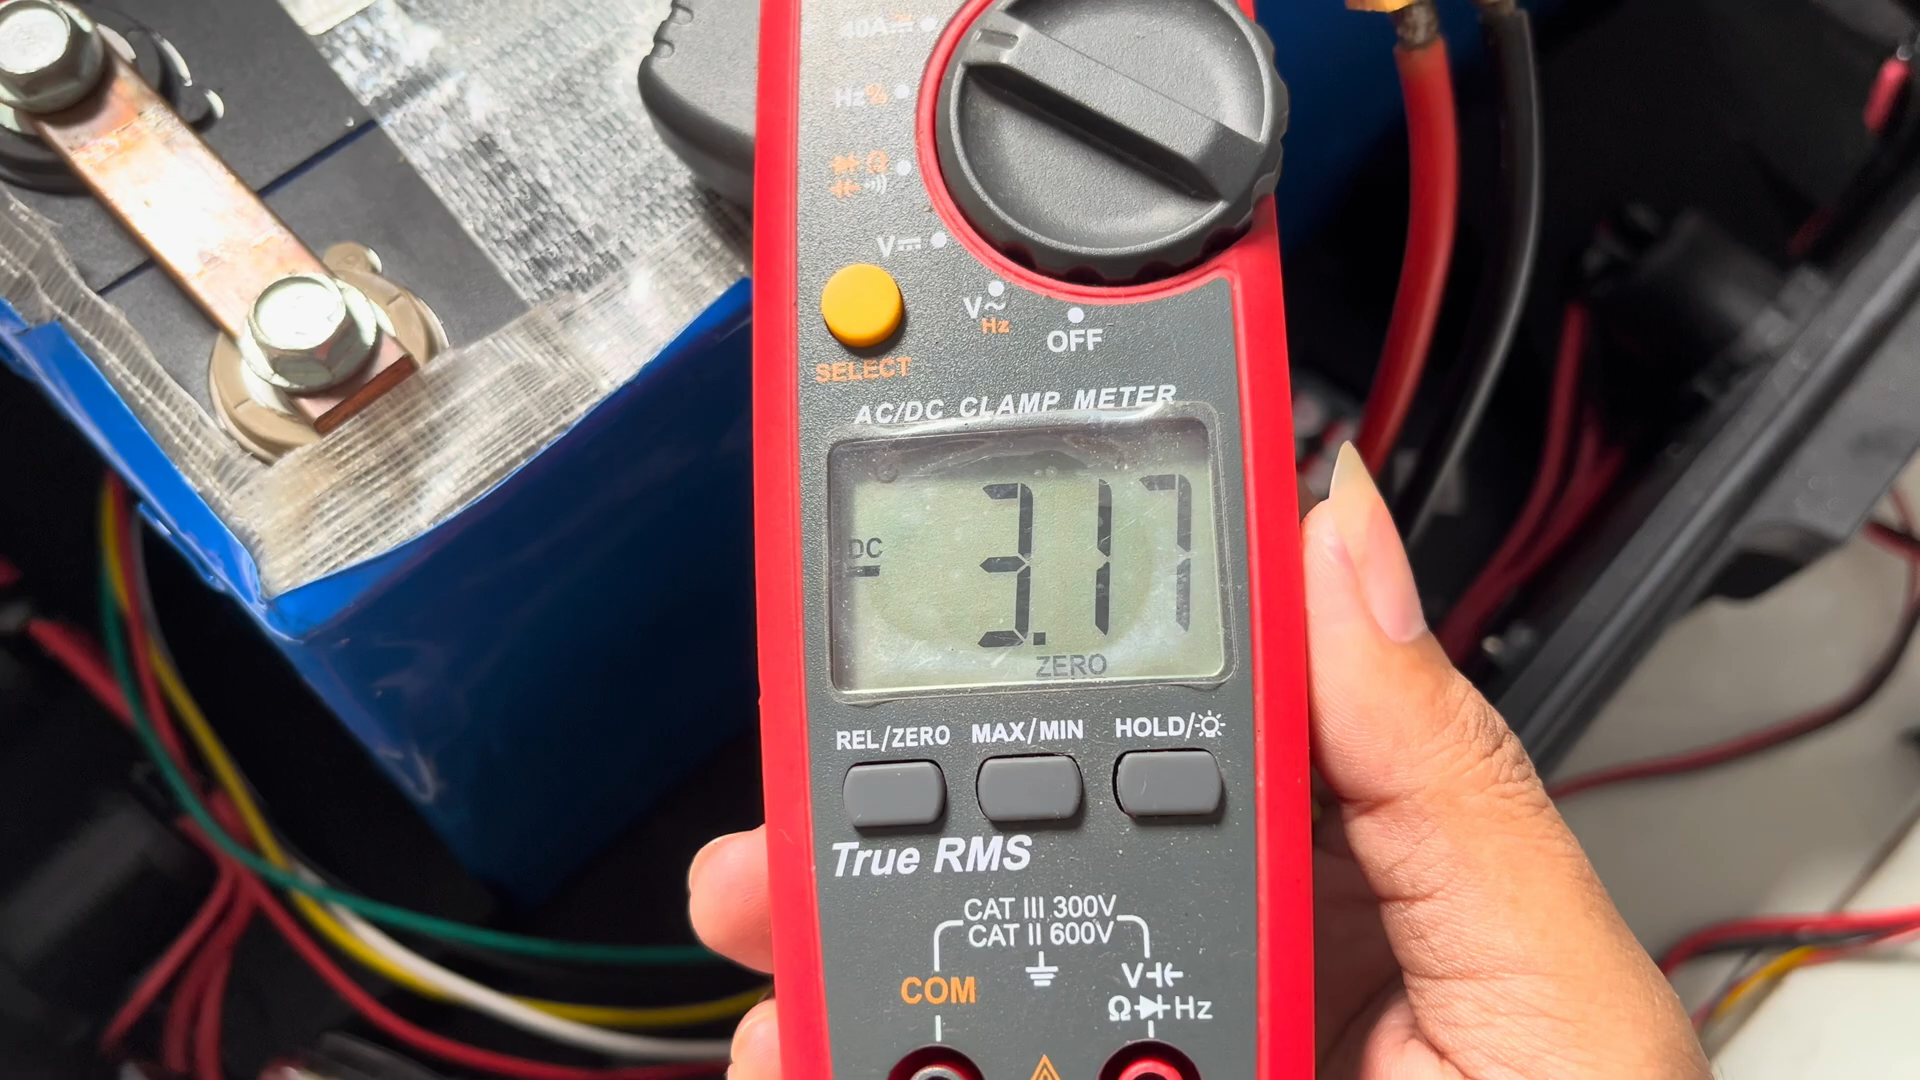 40A
Hz%
Ω
V
V
Hz
OFF
SELECT
AC/DC CLAMP METER
DC
3.17
ZERO
REL/ZERO MAX/MIN HOLD/
True RMS
CAT III 300V
CAT II 600V
COM
V
Ω Hz